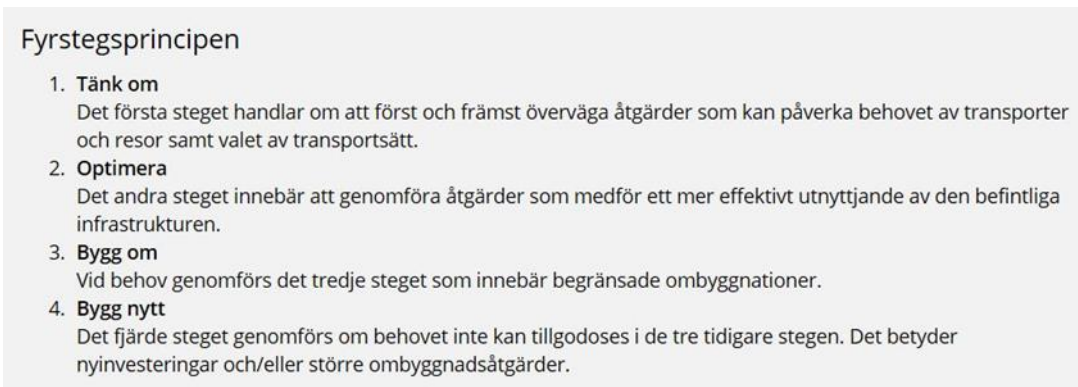 Fyrstegsprincipen
1. Tänk om
Det första steget handlar om att först och främst överväga åtgärder som kan påverka behovet av transporter
och resor samt valet av transportsätt.
2. Optimera
Det andra steget innebär att genomföra åtgärder som medför ett mer effektivt utnyttjande av den befintliga
infrastrukturen.
3. Bygg om
Vid behov genomförs det tredje steget som innebär begränsade ombyggnationer.
4. Bygg nytt
Det fjärde steget genomförs om behovet inte kan tillgodoses i de tre tidigare stegen. Det betyder
nyinvesteringar och/eller större ombyggnadsåtgärder.